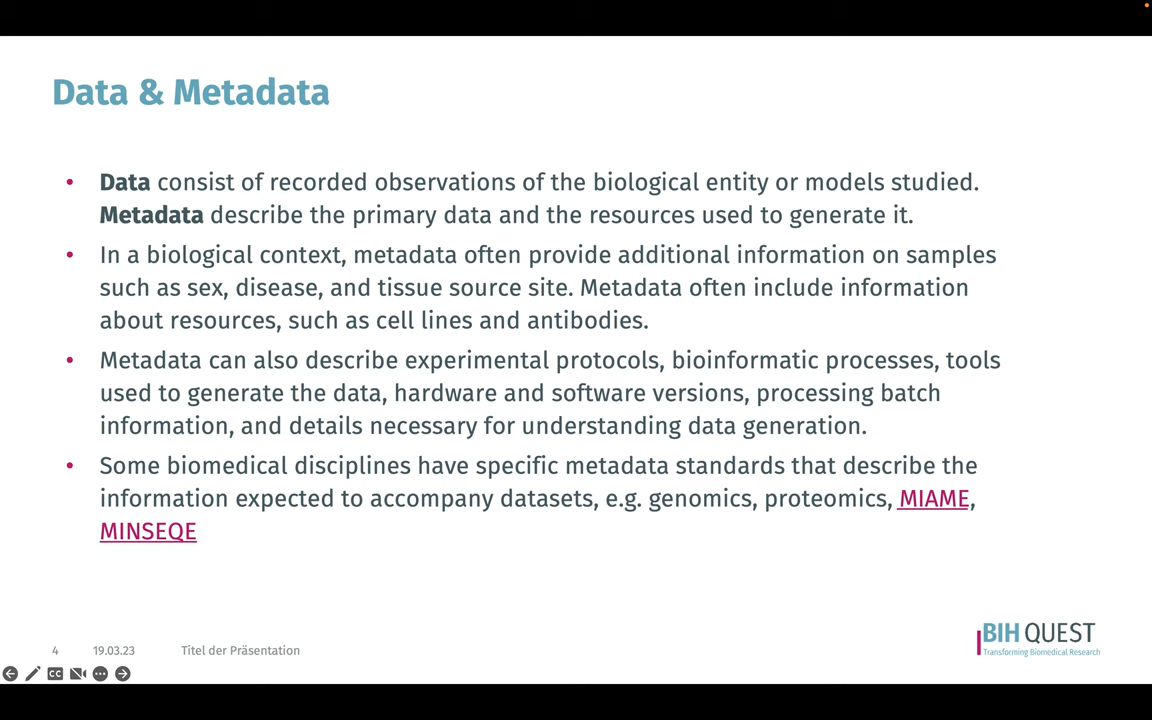 Data & Metadata
• Data consist of recorded observations of the biological entity or models studied.
Metadata describe the primary data and the resources used to generate it.
• In a biological context, metadata often provide additional information on samples
such as sex, disease, and tissue source site. Metadata often include information
about resources, such as cell lines and antibodies.
• Metadata can also describe experimental protocols, bioinformatic processes, tools
used to generate the data, hardware and software versions, processing batch
information, and details necessary for understanding data generation.
• Some biomedical disciplines have specific metadata standards that describe the
information expected to accompany datasets, e.g. genomics, proteomics, MIAME,
MINSEQE
4 19.03.23 Titel der Präsentation
BIH QUEST
Transforming Biomedical Research
CC